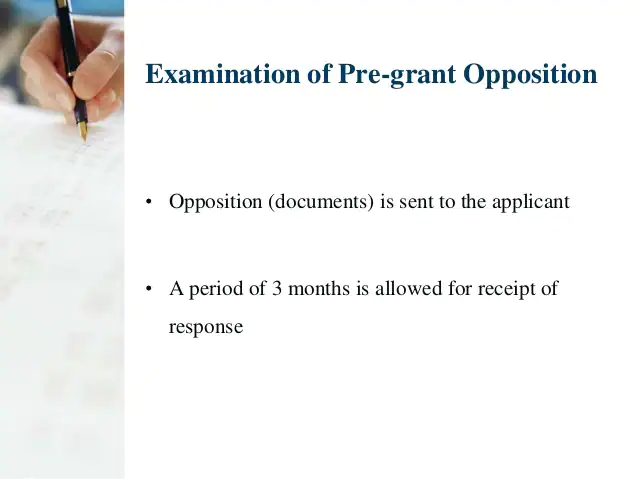 Examination of Pre-grant Opposition
• Opposition (documents) is sent to the applicant
• A period of 3 months is allowed for receipt of
response